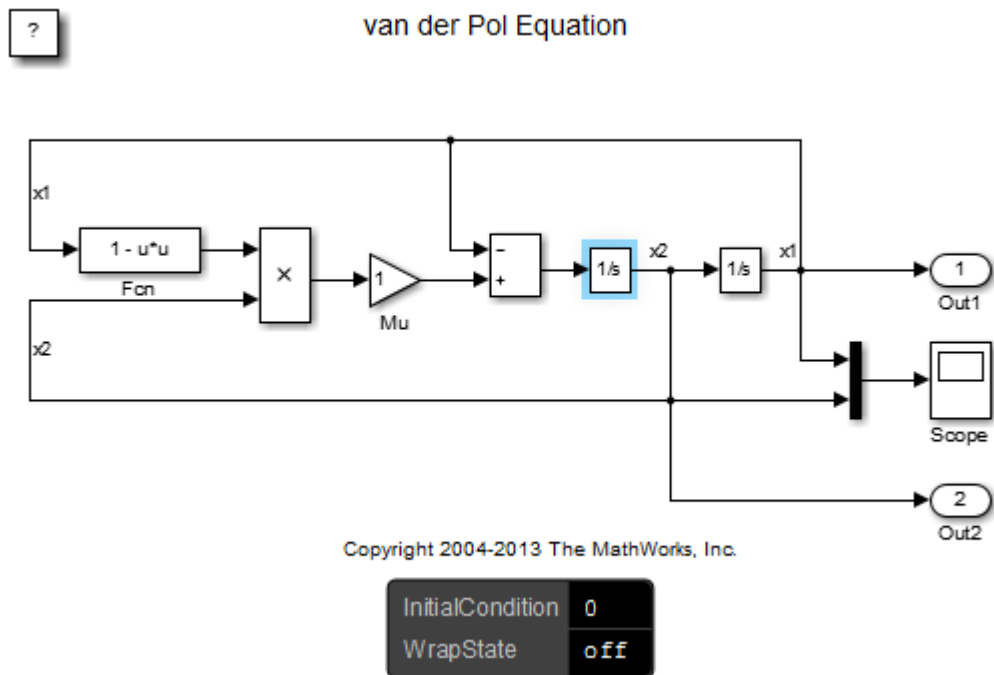 ?
van der Pol Equation
x1
1 - u*u
Fcn
×
1
Mu
−
+
1/s
x2
1/s
x1
1
Out1
x2
Scope
2
Out2
Copyright 2004-2013 The MathWorks, Inc.
InitialCondition 0
WrapState off